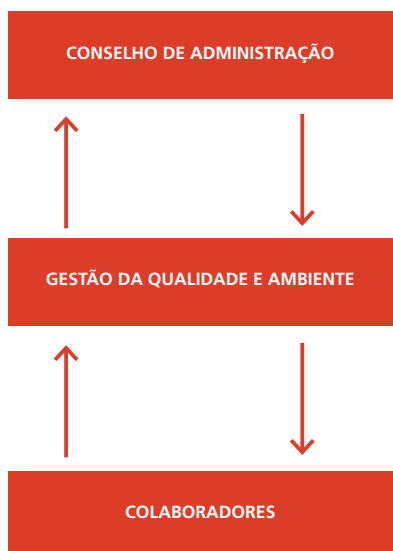 CONSELHO DE ADMINISTRAÇÃO
GESTÃO DA QUALIDADE E AMBIENTE
COLABORADORES